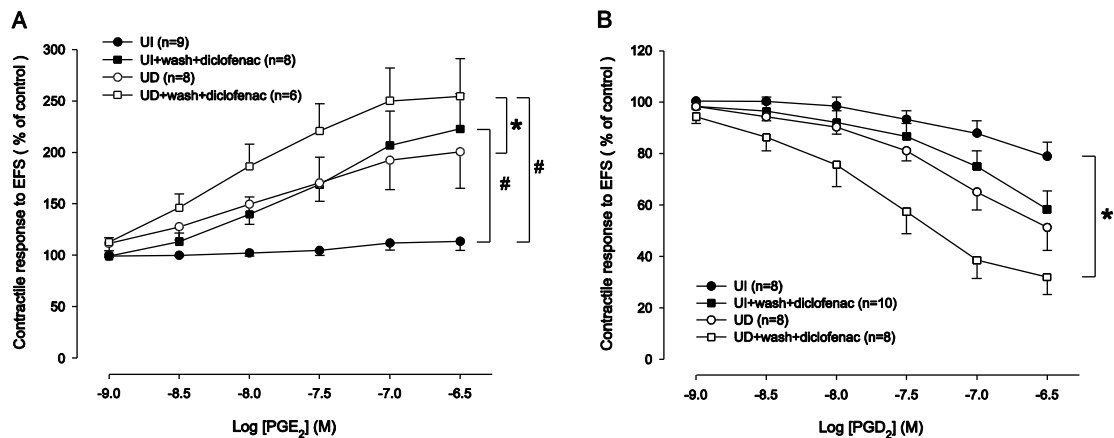 A
Contractile response to EFS ( % of control)
UI (n=9)
UI+wash+diclofenac (n=8)
UD (n=8)
UD+wash+diclofenac (n=6)
300
250
200
150
100
50
0
*
#
#
-9.0 -8.5 -8.0 -7.5 -7.0 -6.5
Log [PGE2] (M)
B
Contractile response to EFS ( % of control)
120
100
80
60
40
20
0
*
UI (n=8)
UI+wash+diclofenac (n=10)
UD (n=8)
UD+wash+diclofenac (n=8)
-9.0 -8.5 -8.0 -7.5 -7.0 -6.5
Log [PGD2] (M)